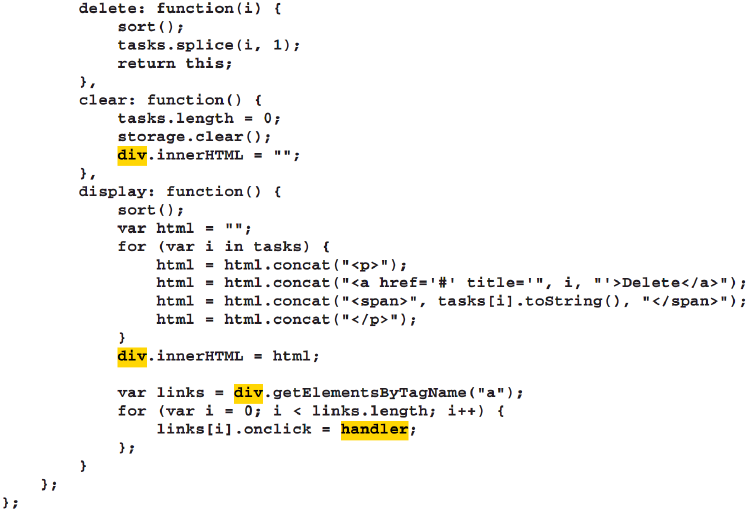 delete: function(i) {
sort();
tasks.splice(i, 1);
return this;
},
clear: function() {
tasks.length = 0;
storage.clear();
div.innerHTML = "";
},
display: function() {
sort();
var html = "";
for (var i in tasks) {
html = html.concat("<p>");
html = html.concat("<a href='#' title='", i, "'>Delete</a>");
html = html.concat("<span>", tasks[i].toString(), "</span>");
html = html.concat("</p>");
}
div.innerHTML = html;
var links = div.getElementsByTagName("a");
for (var i = 0; i < links.length; i++) {
links[i].onclick = handler;
};
}
};
};